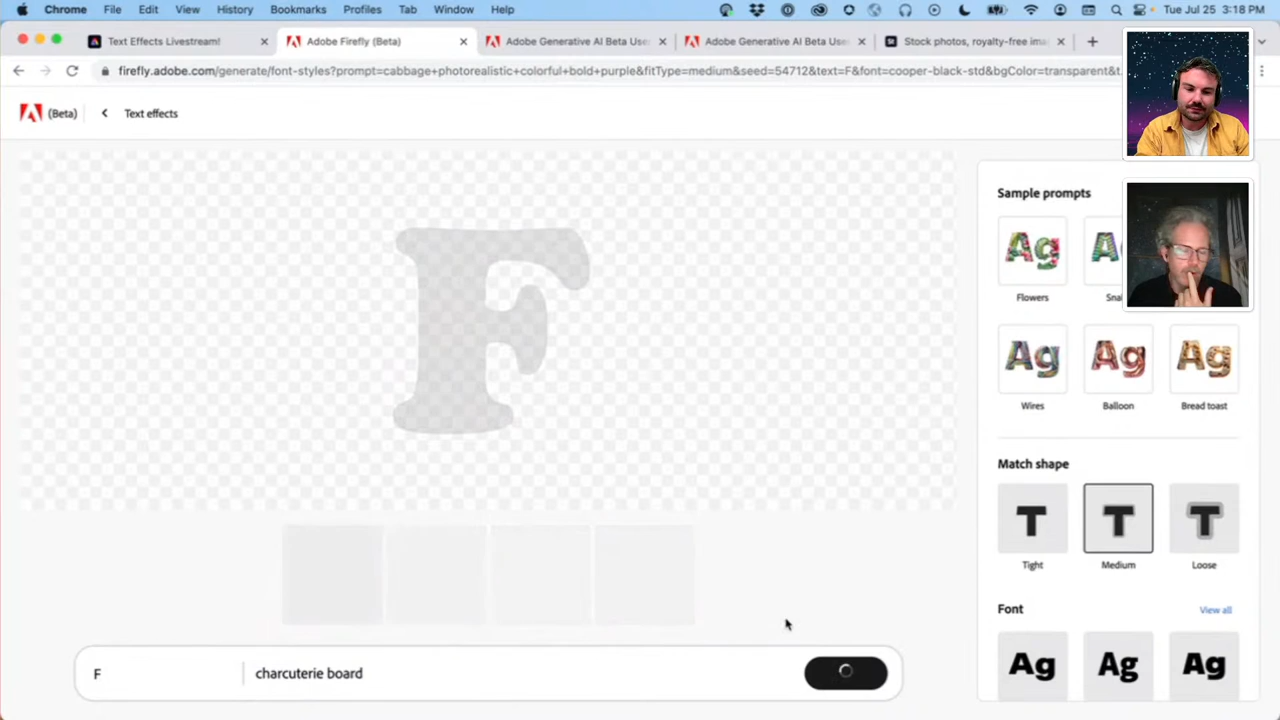 Chrome File Edit View History Bookmarks Profiles Tab Window Help Tue Jul 25 3:18 PM
Text Effects Livestream! Adobe Firefly (Beta) Adobe Generative AI Beta Use Adobe Generative AI Beta Use Stock photos, royalty-free ima
firefly.adobe.com/generate/font-styles?prompt=cabbage+photorealistic+colorful+bold+purple&fitType=medium&seed=54712&text=F&font=cooper-black-std&bgColor=transparent&t
(Beta) Text effects
Sample prompts
Ag A
Flowers Sna
Ag Ag Ag
Wires Balloon Bread toast
F
Match shape
T T T
Tight Medium Loose
Font View all
Ag Ag Ag
F charcuterie board